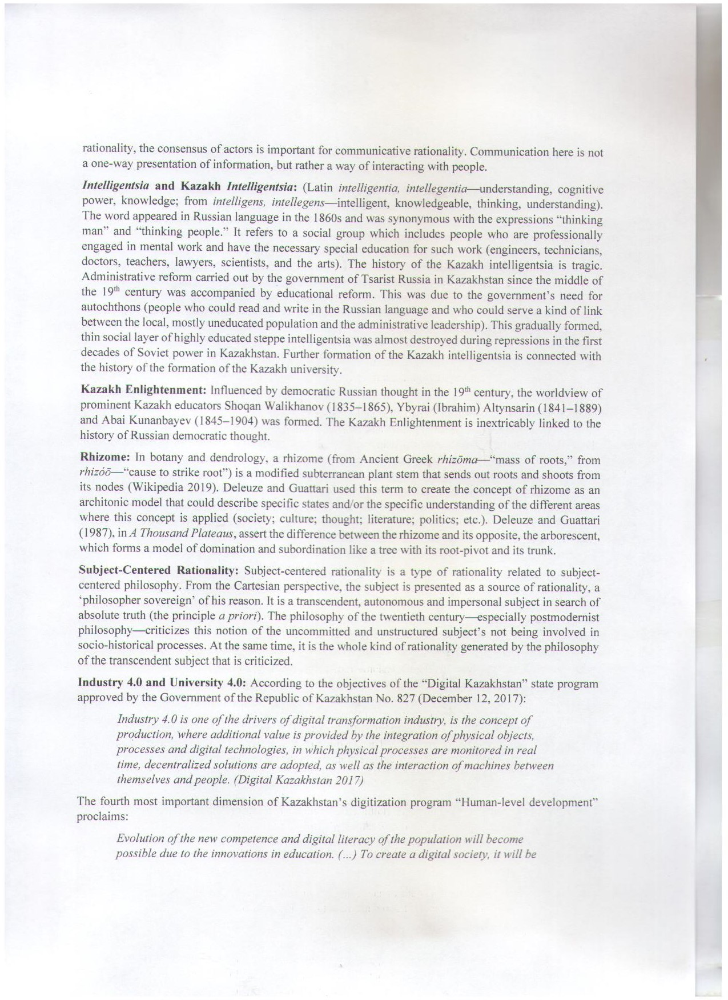 rationality, the consensus of actors is important for communicative rationality. Communication here is not
a one-way presentation of information, but rather a way of interacting with people.
Intelligentsia and Kazakh Intelligentsia: (Latin intelligentia, intellegentia—understanding, cognitive
power, knowledge; from intelligens, intellegens—intelligent, knowledgeable, thinking, understanding).
The word appeared in Russian language in the 1860s and was synonymous with the expressions “thinking
man” and “thinking people.” It refers to a social group which includes people who are professionally
engaged in mental work and have the necessary special education for such work (engineers, technicians,
doctors, teachers, lawyers, scientists, and the arts). The history of the Kazakh intelligentsia is tragic.
Administrative reform carried out by the government of Tsarist Russia in Kazakhstan since the middle of
the 19th century was accompanied by educational reform. This was due to the government’s need for
autochthons (people who could read and write in the Russian language and who could serve a kind of link
between the local, mostly uneducated population and the administrative leadership). This gradually formed,
thin social layer of highly educated steppe intelligentsia was almost destroyed during repressions in the first
decades of Soviet power in Kazakhstan. Further formation of the Kazakh intelligentsia is connected with
the history of the formation of the Kazakh university.
Kazakh Enlightenment: Influenced by democratic Russian thought in the 19th century, the worldview of
prominent Kazakh educators Shoqan Walikhanov (1835–1865), Ybyrai (Ibrahim) Altynsarin (1841–1889)
and Abai Kunanbayev (1845–1904) was formed. The Kazakh Enlightenment is inextricably linked to the
history of Russian democratic thought.
Rhizome: In botany and dendrology, a rhizome (from Ancient Greek rhízōma—“mass of roots,” from
rhizóō—“cause to strike root”) is a modified subterranean plant stem that sends out roots and shoots from
its nodes (Wikipedia 2019). Deleuze and Guattari used this term to create the concept of rhizome as an
architonic model that could describe specific states and/or the specific understanding of the different areas
where this concept is applied (society; culture; thought; literature; politics; etc.). Deleuze and Guattari
(1987), in A Thousand Plateaus, assert the difference between the rhizome and its opposite, the arborescent,
which forms a model of domination and subordination like a tree with its root-pivot and its trunk.
Subject-Centered Rationality: Subject-centered rationality is a type of rationality related to subject-
centered philosophy. From the Cartesian perspective, the subject is presented as a source of rationality, a
‘philosopher sovereign’ of his reason. It is a transcendent, autonomous and impersonal subject in search of
absolute truth (the principle a priori). The philosophy of the twentieth century—especially postmodernist
philosophy—criticizes this notion of the uncommitted and unstructured subject’s not being involved in
socio-historical processes. At the same time, it is the whole kind of rationality generated by the philosophy
of the transcendent subject that is criticized.
Industry 4.0 and University 4.0: According to the objectives of the “Digital Kazakhstan” state program
approved by the Government of the Republic of Kazakhstan No. 827 (December 12, 2017):
Industry 4.0 is one of the drivers of digital transformation industry, is the concept of
production, where additional value is provided by the integration of physical objects,
processes and digital technologies, in which physical processes are monitored in real
time, decentralized solutions are adopted, as well as the interaction of machines between
themselves and people. (Digital Kazakhstan 2017)
The fourth most important dimension of Kazakhstan’s digitization program “Human-level development”
proclaims:
Evolution of the new competence and digital literacy of the population will become
possible due to the innovations in education. (...) To create a digital society, it will be